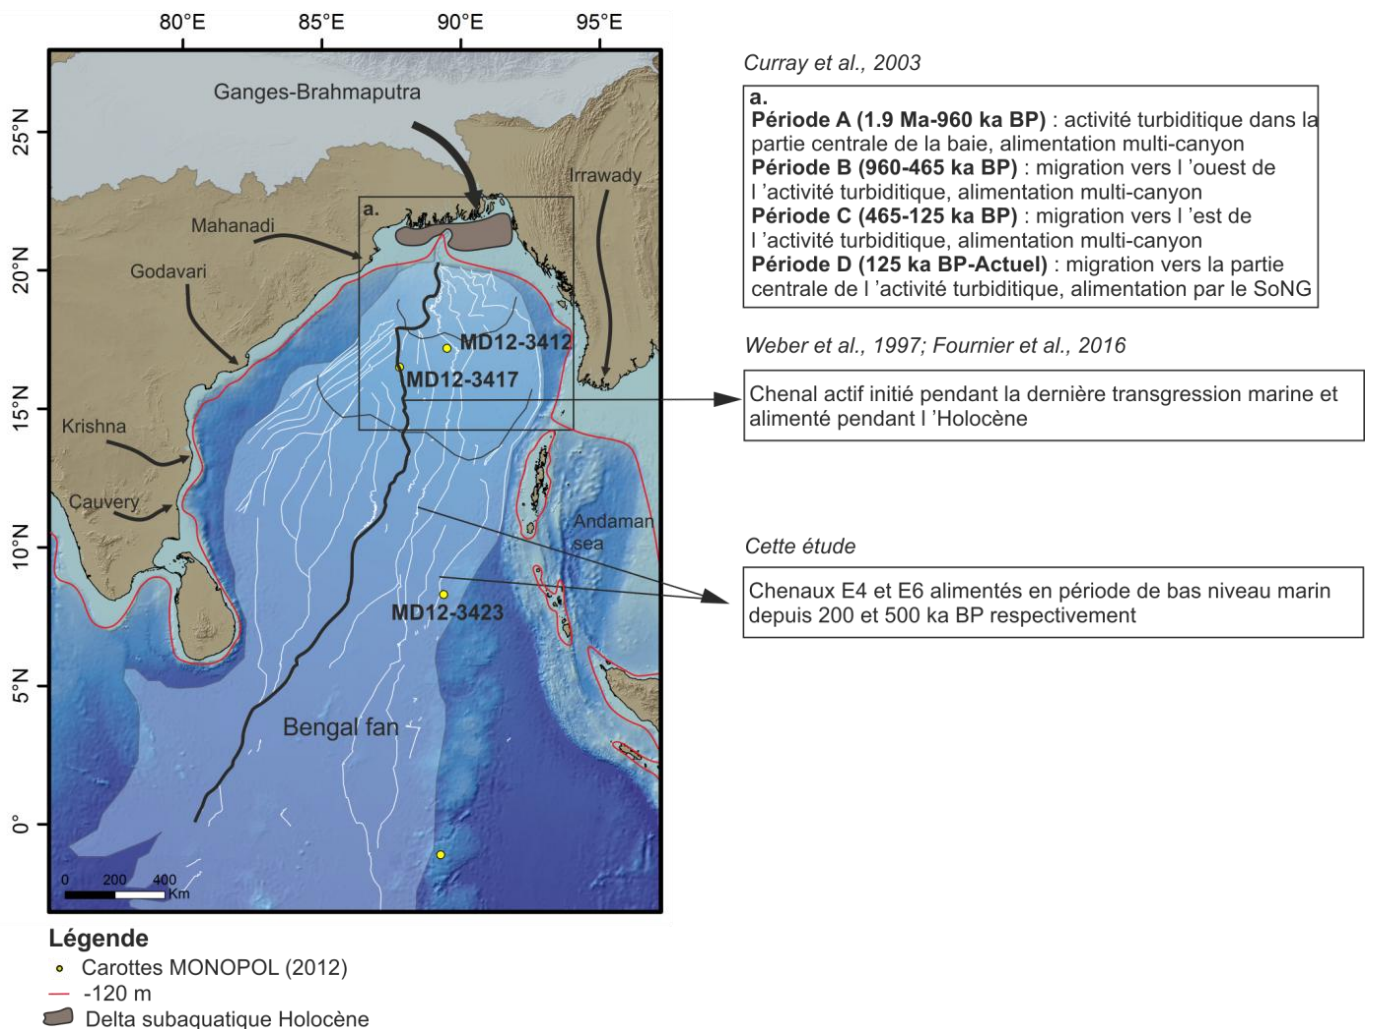 80°E
85°E
90°E
95°E
25°N
20°N
15°N
10°N
5°N
0°
Ganges-Brahmaputra
Irrawady
a.
Mahanadi
Godavari
MD12-3412
MD12-3417
Krishna
Cauvery
Andaman
sea
MD12-3423
Bengal fan
0 200 400
Km
Curray et al., 2003
a.
Période A (1.9 Ma-960 ka BP) : activité turbiditique dans la
partie centrale de la baie, alimentation multi-canyon
Période B (960-465 ka BP) : migration vers l 'ouest de
l 'activité turbiditique, alimentation multi-canyon
Période C (465-125 ka BP) : migration vers l 'est de
l 'activité turbiditique, alimentation multi-canyon
Période D (125 ka BP-Actuel) : migration vers la partie
centrale de l 'activité turbiditique, alimentation par le SoNG
Weber et al., 1997; Fournier et al., 2016
Chenal actif initié pendant la dernière transgression marine et
alimenté pendant l 'Holocène
Cette étude
Chenaux E4 et E6 alimentés en période de bas niveau marin
depuis 200 et 500 ka BP respectivement
Légende
Carottes MONOPOL (2012)
-120 m
Delta subaquatique Holocène